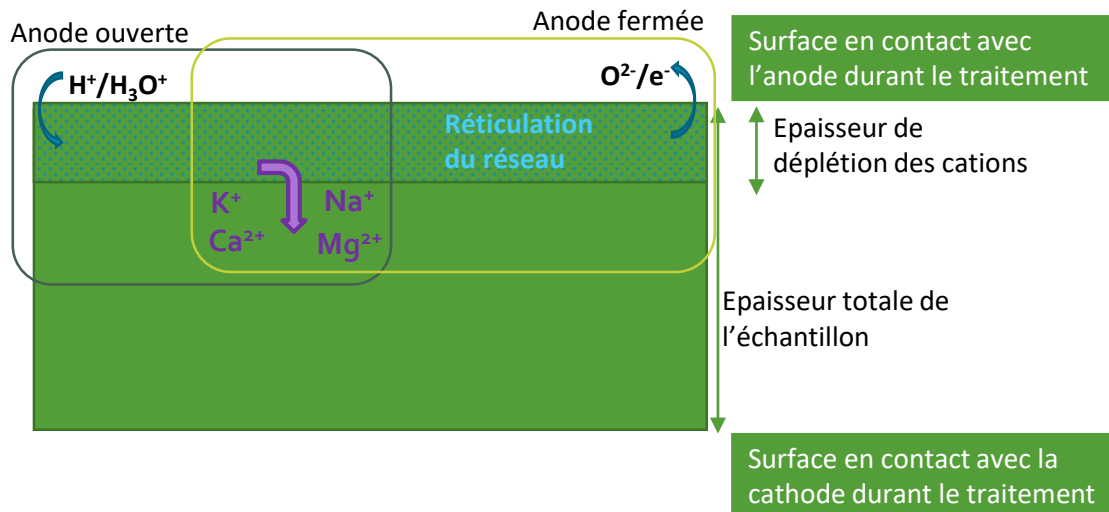 Anode ouverte
Anode fermée
H⁺/H₃O⁺
O²⁻/e⁻
Surface en contact avec
l’anode durant le traitement
Réticulation
du réseau
Epaisseur de
déplétion des cations
K⁺
Na⁺
Ca²⁺
Mg²⁺
Epaisseur totale de
l’échantillon
Surface en contact avec la
cathode durant le traitement